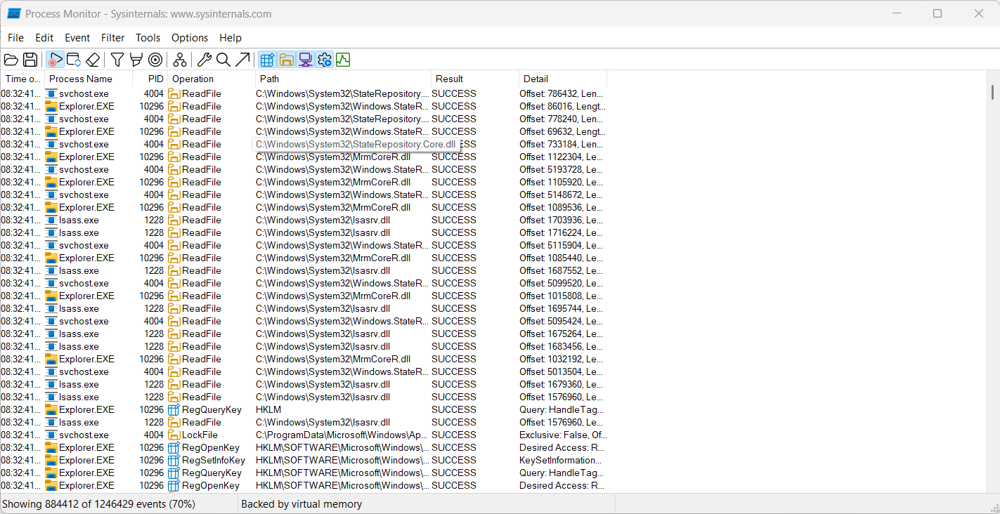 Process Monitor - Sysinternals: www.sysinternals.com
File Edit Event Filter Tools Options Help
Time o... Process Name PID Operation Path Result Detail
08:32:41... svchost.exe 4004 ReadFile C:\Windows\System32\StateRepository.... SUCCESS Offset: 786432, Len...
08:32:41... Explorer.EXE 10296 ReadFile C:\Windows\System32\Windows.StateR... SUCCESS Offset: 86016, Lengt...
08:32:41... svchost.exe 4004 ReadFile C:\Windows\System32\StateRepository.... SUCCESS Offset: 778240, Len...
08:32:41... Explorer.EXE 10296 ReadFile C:\Windows\System32\Windows.StateR... SUCCESS Offset: 69632, Lengt...
08:32:41... svchost.exe 4004 ReadFile C:\Windows\System32\StateRepository.Core.dll ESS Offset: 733184, Len...
08:32:41... Explorer.EXE 10296 ReadFile C:\Windows\System32\MrmCoreR.dll SUCCESS Offset: 1122304, Le...
08:32:41... svchost.exe 4004 ReadFile C:\Windows\System32\Windows.StateR... SUCCESS Offset: 5193728, Le...
08:32:41... Explorer.EXE 10296 ReadFile C:\Windows\System32\MrmCoreR.dll SUCCESS Offset: 1105920, Le...
08:32:41... svchost.exe 4004 ReadFile C:\Windows\System32\Windows.StateR... SUCCESS Offset: 5148672, Le...
08:32:41... Explorer.EXE 10296 ReadFile C:\Windows\System32\MrmCoreR.dll SUCCESS Offset: 1089536, Le...
08:32:41... lsass.exe 1228 ReadFile C:\Windows\System32\lsasrv.dll SUCCESS Offset: 1703936, Le...
08:32:41... lsass.exe 1228 ReadFile C:\Windows\System32\lsasrv.dll SUCCESS Offset: 1716224, Le...
08:32:41... svchost.exe 4004 ReadFile C:\Windows\System32\Windows.StateR... SUCCESS Offset: 5115904, Le...
08:32:41... Explorer.EXE 10296 ReadFile C:\Windows\System32\MrmCoreR.dll SUCCESS Offset: 1085440, Le...
08:32:41... lsass.exe 1228 ReadFile C:\Windows\System32\lsasrv.dll SUCCESS Offset: 1687552, Le...
08:32:41... svchost.exe 4004 ReadFile C:\Windows\System32\Windows.StateR... SUCCESS Offset: 5099520, Le...
08:32:41... Explorer.EXE 10296 ReadFile C:\Windows\System32\MrmCoreR.dll SUCCESS Offset: 1015808, Le...
08:32:41... lsass.exe 1228 ReadFile C:\Windows\System32\lsasrv.dll SUCCESS Offset: 1695744, Le...
08:32:41... svchost.exe 4004 ReadFile C:\Windows\System32\Windows.StateR... SUCCESS Offset: 5095424, Le...
08:32:41... lsass.exe 1228 ReadFile C:\Windows\System32\lsasrv.dll SUCCESS Offset: 1675264, Le...
08:32:41... lsass.exe 1228 ReadFile C:\Windows\System32\lsasrv.dll SUCCESS Offset: 1683456, Le...
08:32:41... Explorer.EXE 10296 ReadFile C:\Windows\System32\MrmCoreR.dll SUCCESS Offset: 1032192, Le...
08:32:41... svchost.exe 4004 ReadFile C:\Windows\System32\Windows.StateR... SUCCESS Offset: 5013504, Le...
08:32:41... lsass.exe 1228 ReadFile C:\Windows\System32\lsasrv.dll SUCCESS Offset: 1679360, Le...
08:32:41... lsass.exe 1228 ReadFile C:\Windows\System32\lsasrv.dll SUCCESS Offset: 1576960, Le...
08:32:41... Explorer.EXE 10296 RegQueryKey HKLM SUCCESS Query: HandleTag...
08:32:41... lsass.exe 1228 ReadFile C:\Windows\System32\lsasrv.dll SUCCESS Offset: 1576960, Le...
08:32:41... svchost.exe 4004 LockFile C:\ProgramData\Microsoft\Windows\Ap... SUCCESS Exclusive: False, Of...
08:32:41... Explorer.EXE 10296 RegOpenKey HKLM\SOFTWARE\Microsoft\Windows\... SUCCESS Desired Access: R...
08:32:41... Explorer.EXE 10296 RegSetInfoKey HKLM\SOFTWARE\Microsoft\Windows\... SUCCESS KeySetInformation...
08:32:41... Explorer.EXE 10296 RegQueryKey HKLM\SOFTWARE\Microsoft\Windows\... SUCCESS Query: HandleTag...
08:32:41... Explorer.EXE 10296 RegOpenKey HKLM\SOFTWARE\Microsoft\Windows\... SUCCESS Desired Access: R...
Showing 884412 of 1246429 events (70%) Backed by virtual memory